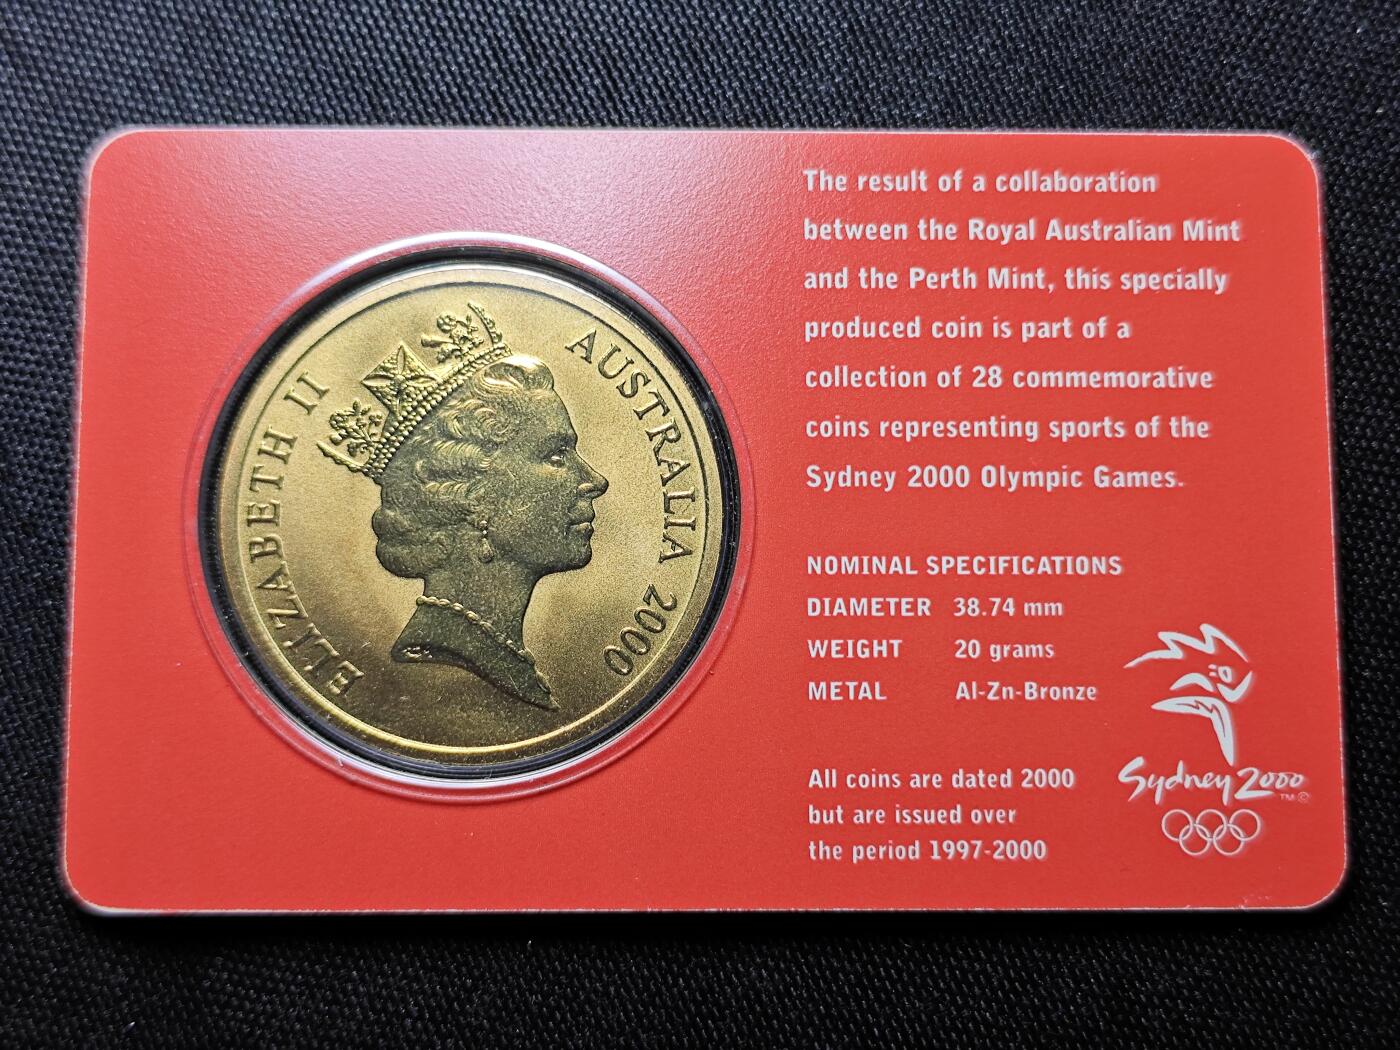 ELIZABETH II
AUSTRALIA 2000
The result of a collaboration
between the Royal Australian Mint
and the Perth Mint, this specially
produced coin is part of a
collection of 28 commemorative
coins representing sports of the
Sydney 2000 Olympic Games.
NOMINAL SPECIFICATIONS
DIAMETER 38.74 mm
WEIGHT 20 grams
METAL Al-Zn-Bronze
All coins are dated 2000
but are issued over
the period 1997-2000
Sydney 2000
TM ©